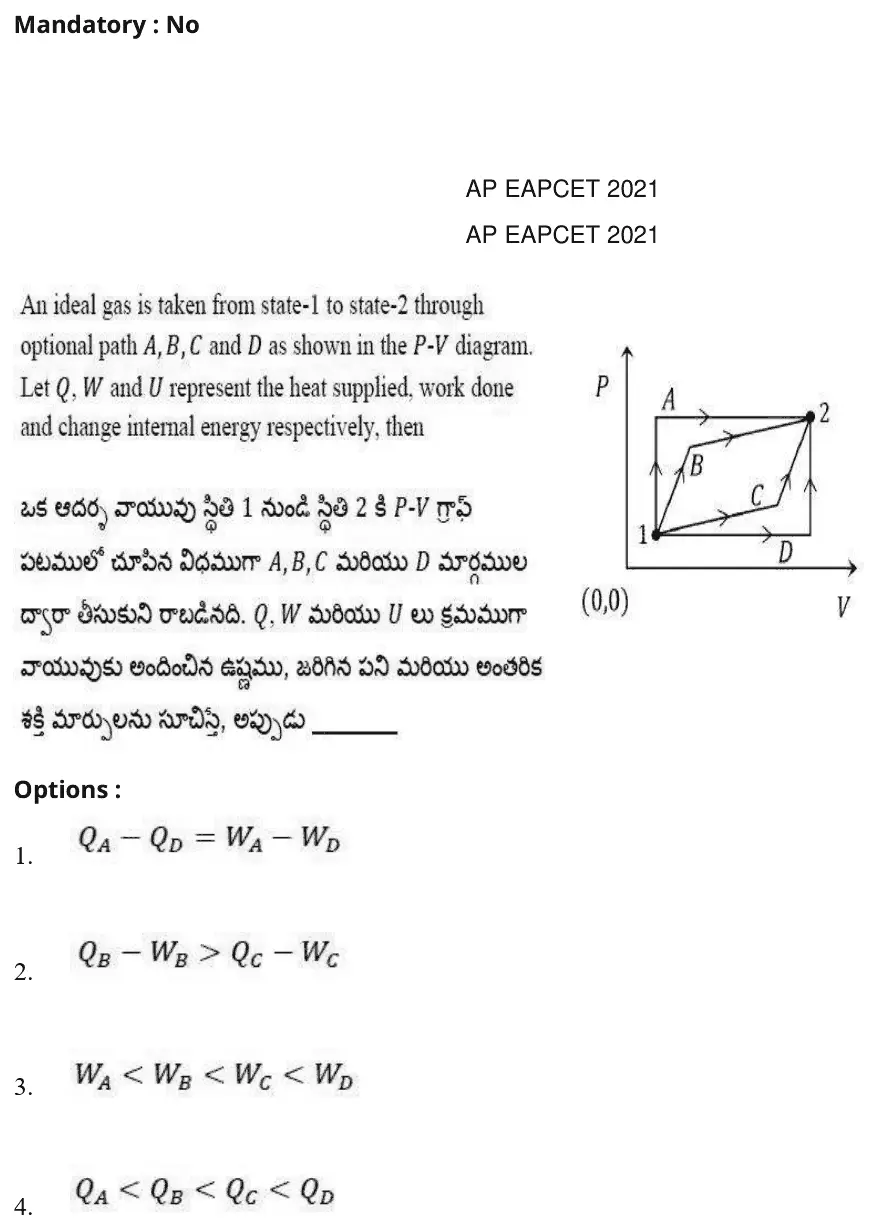 Mandatory : No
AP EAPCET 2021
AP EAPCET 2021
An ideal gas is taken from state-1 to state-2 through
optional path A, B, C and D as shown in the P-V diagram.
Let Q, W and U represent the heat supplied, work done
and change internal energy respectively, then
ఒక ఆదర్శ వాయువు స్థితి 1 నుండి స్థితి 2 కి P-V గ్రాఫ్
పటములో చూపిన విధముగా A, B, C మరియు D మార్గముల
ద్వారా తీసుకుని రాబడినది. Q, W మరియు U లు క్రమముగా
వాయువుకు అందించిన ఉష్ణము, జరిగిన పని మరియు అంతరిక
శక్తి మార్పులను సూచిస్తే, అప్పుడు ________
P
A
2
B
C
1
D
(0,0)
V
Options :
1. Q_A − Q_D = W_A − W_D
2. Q_B − W_B > Q_C − W_C
3. W_A < W_B < W_C < W_D
4. Q_A < Q_B < Q_C < Q_D